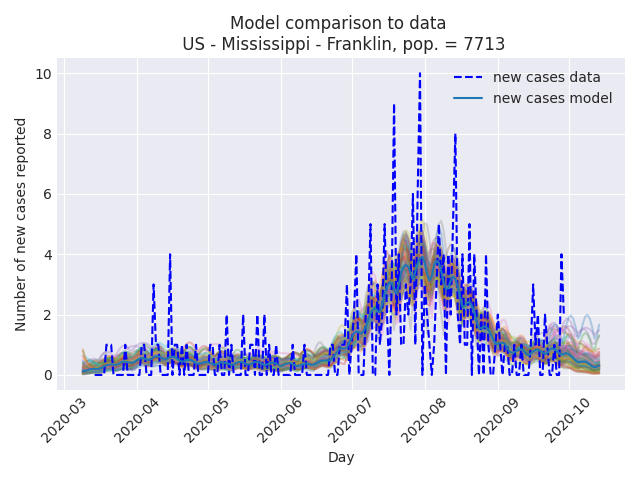 Model comparison to data
US - Mississippi - Franklin, pop. = 7713
new cases data
new cases model
Number of new cases reported
10
8
6
4
2
0
2020-03
2020-04
2020-05
2020-06
2020-07
2020-08
2020-09
2020-10
Day